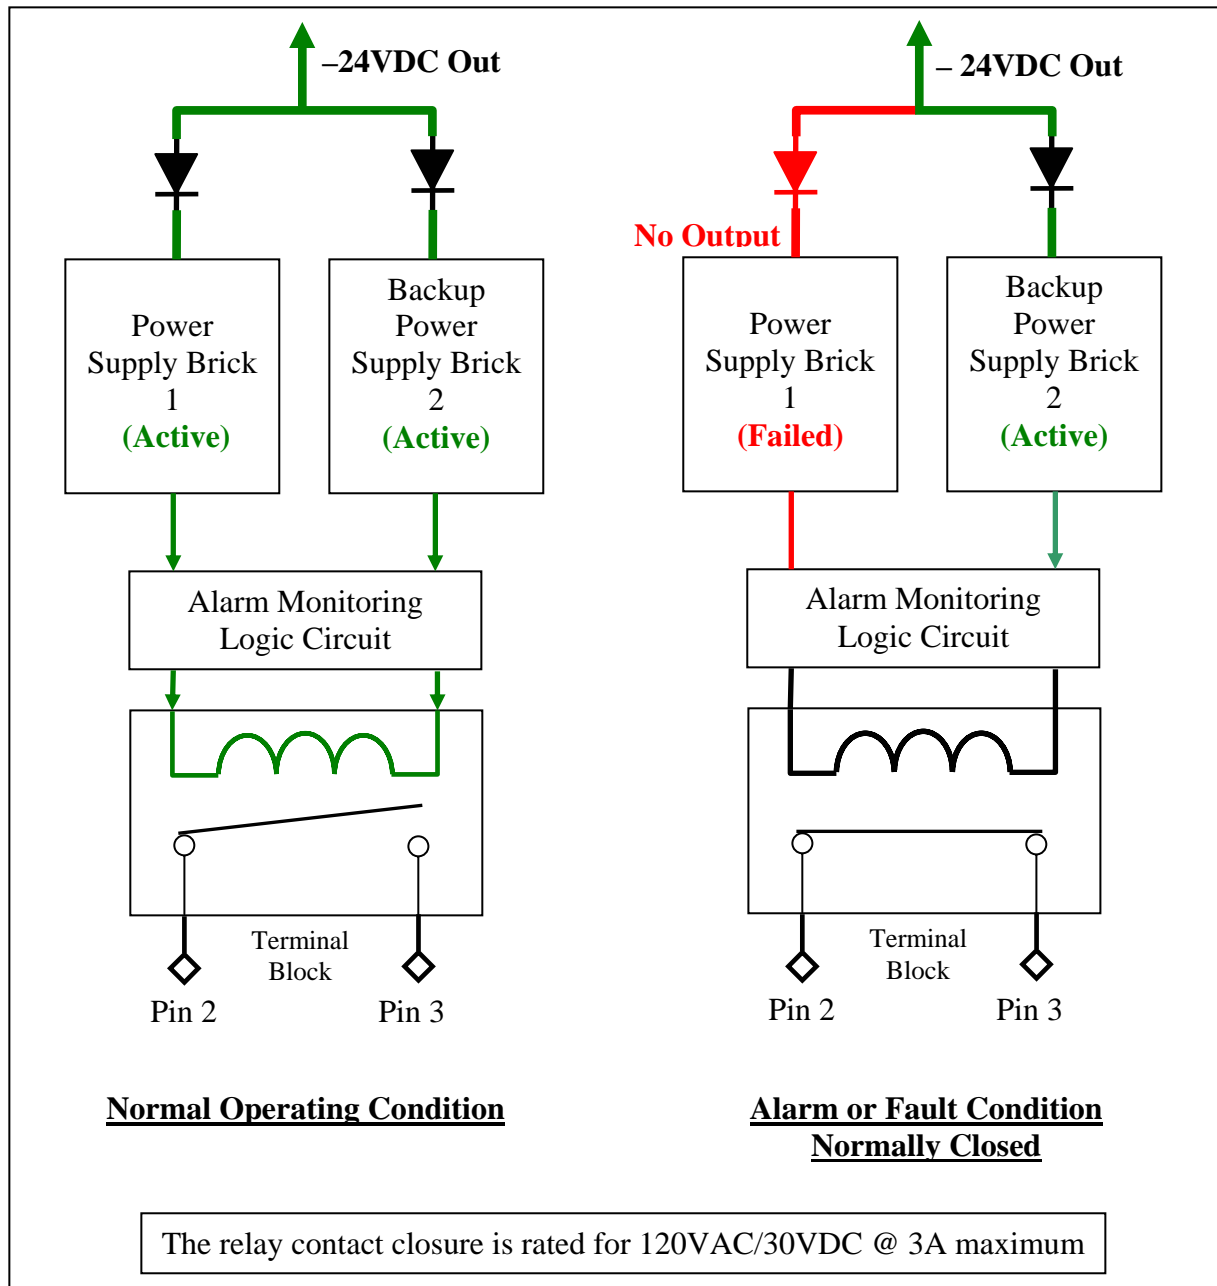 –24VDC Out
Power
Supply Brick
1
(Active)
Backup
Power
Supply Brick
2
(Active)
Alarm Monitoring
Logic Circuit
Terminal
Block
Pin 2
Pin 3
Normal Operating Condition
– 24VDC Out
No Output
Power
Supply Brick
1
(Failed)
Backup
Power
Supply Brick
2
(Active)
Alarm Monitoring
Logic Circuit
Terminal
Block
Pin 2
Pin 3
Alarm or Fault Condition
Normally Closed
The relay contact closure is rated for 120VAC/30VDC @ 3A maximum